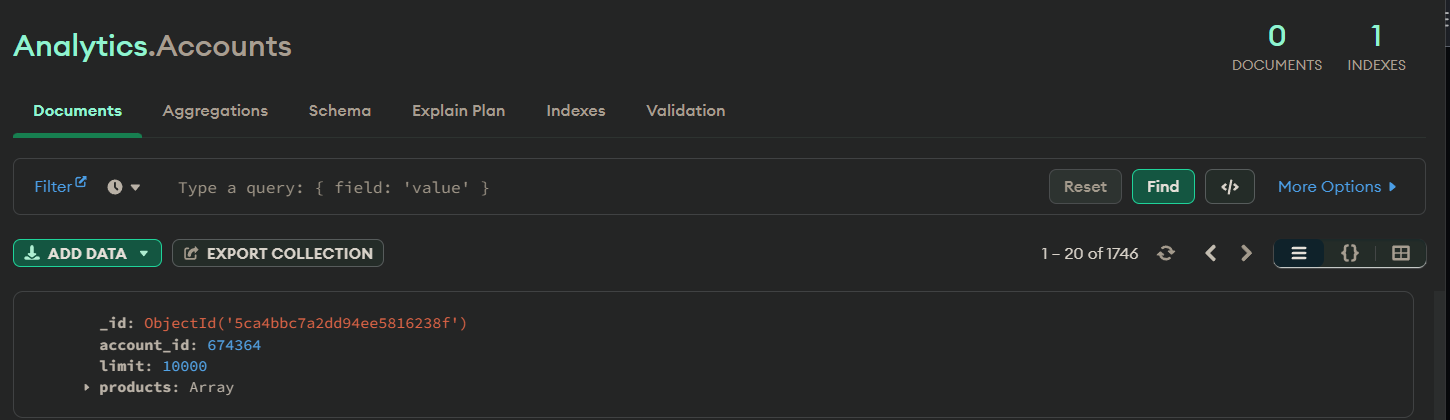 Analytics.Accounts
0 1
DOCUMENTS INDEXES
Documents Aggregations Schema Explain Plan Indexes Validation
Filter Type a query: { field: 'value' } Reset Find </> More Options
ADD DATA EXPORT COLLECTION 1 – 20 of 1746 {}
_id: ObjectId('5ca4bbc7a2dd94ee5816238f')
account_id: 674364
limit: 10000
products: Array